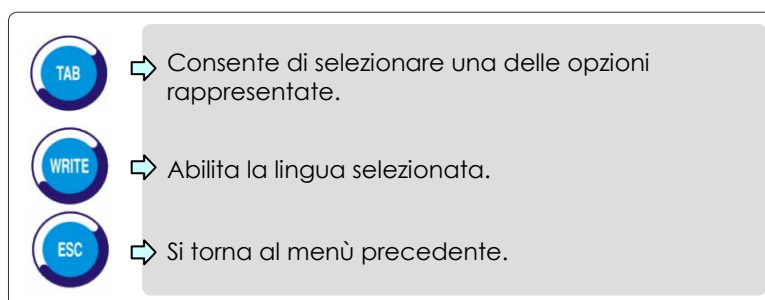 TAB
Consente di selezionare una delle opzioni
rappresentate.
WRITE
Abilita la lingua selezionata.
ESC
Si torna al menù precedente.